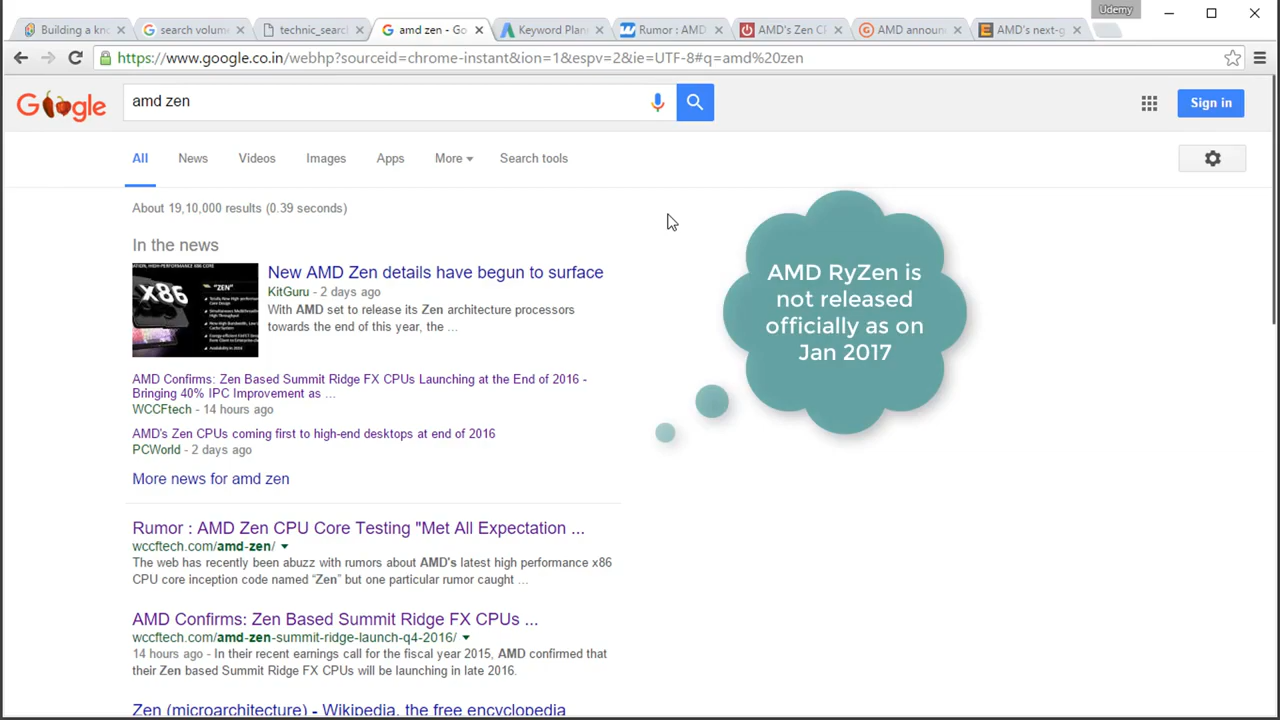 Udemy
Building a kn
search volume
technic_search
amd zen - Go
Keyword Plan
Rumor : AMD
AMD's Zen CP
AMD announ
AMD's next-g
https://www.google.co.in/webhp?sourceid=chrome-instant&ion=1&espv=2&ie=UTF-8#q=amd%20zen
Google
amd zen
Sign in
All
News
Videos
Images
Apps
More
Search tools
About 19,10,000 results (0.39 seconds)
In the news
x86
"ZEN"
New AMD Zen details have begun to surface
KitGuru - 2 days ago
With AMD set to release its Zen architecture processors
towards the end of this year, the ...
AMD RyZen is
not released
officially as on
Jan 2017
AMD Confirms: Zen Based Summit Ridge FX CPUs Launching at the End of 2016 -
Bringing 40% IPC Improvement as ...
WCCFtech - 14 hours ago
AMD's Zen CPUs coming first to high-end desktops at end of 2016
PCWorld - 2 days ago
More news for amd zen
Rumor : AMD Zen CPU Core Testing "Met All Expectation ...
wccftech.com/amd-zen/
The web has recently been abuzz with rumors about AMD's latest high performance x86
CPU core inception code named “Zen” but one particular rumor caught ...
AMD Confirms: Zen Based Summit Ridge FX CPUs ...
wccftech.com/amd-zen-summit-ridge-launch-q4-2016/
14 hours ago - In their recent earnings call for the fiscal year 2015, AMD confirmed that
their Zen based Summit Ridge FX CPUs will be launching in late 2016.
Zen (microarchitecture) - Wikipedia, the free encyclopedia